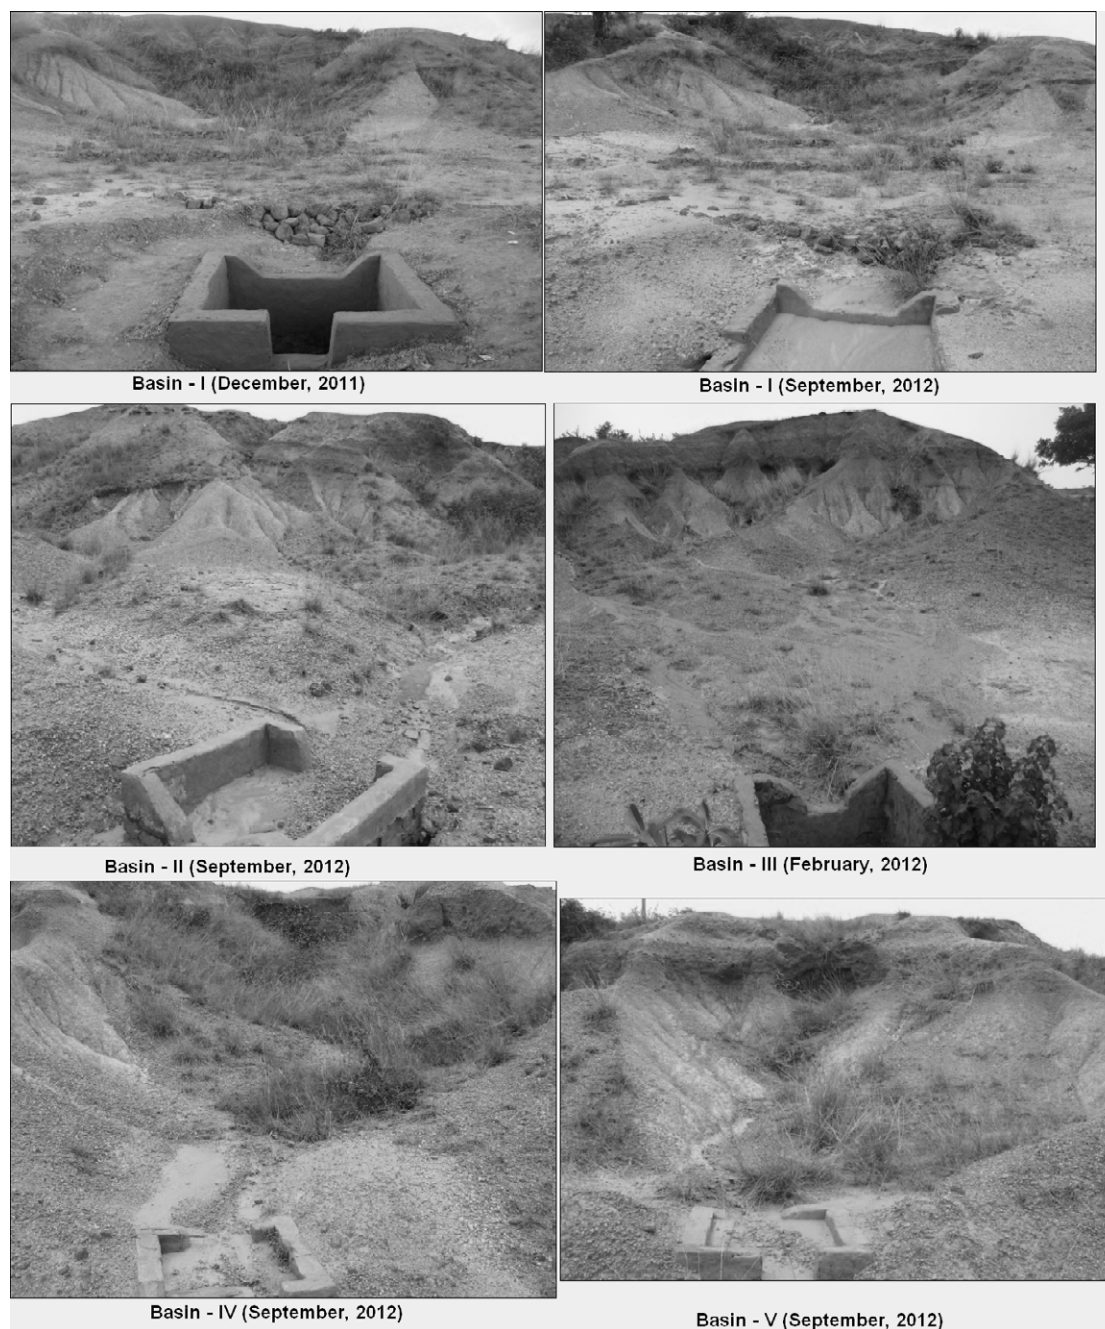 Basin - I (December, 2011)
Basin - I (September, 2012)
Basin - II (September, 2012)
Basin - III (February, 2012)
Basin - IV (September, 2012)
Basin - V (September, 2012)